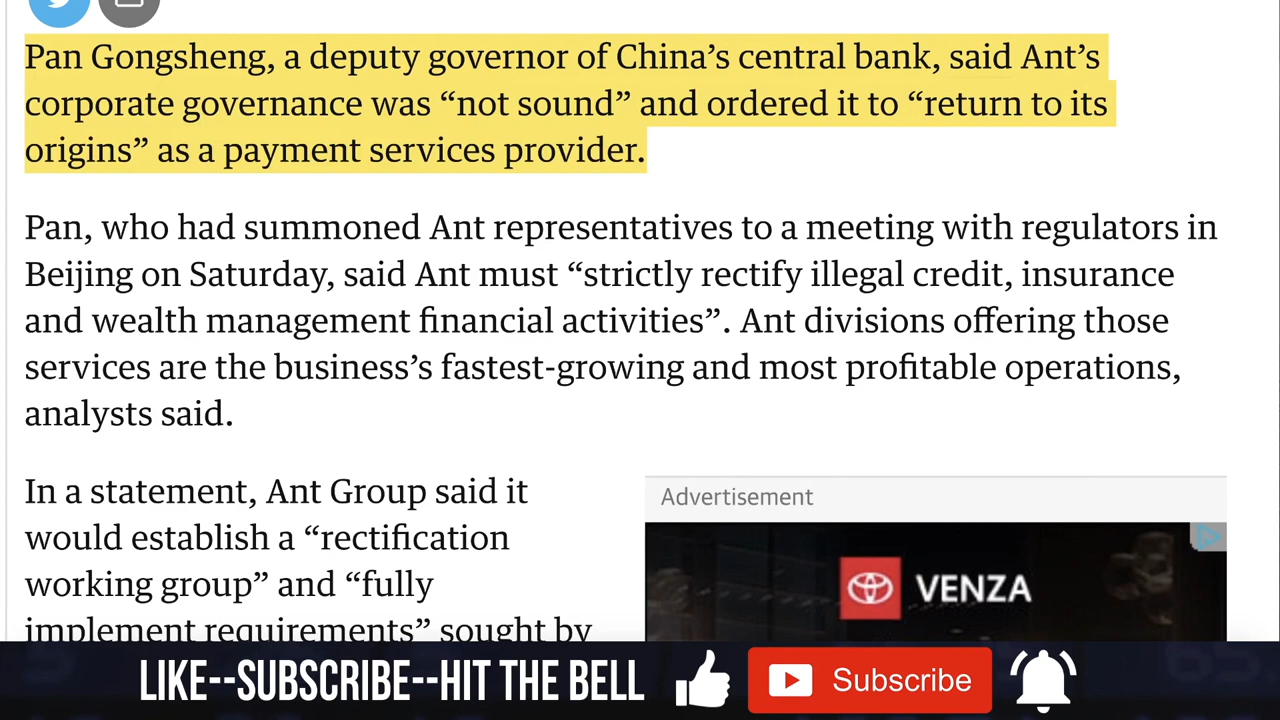 Pan Gongsheng, a deputy governor of China’s central bank, said Ant’s
corporate governance was “not sound” and ordered it to “return to its
origins” as a payment services provider.
Pan, who had summoned Ant representatives to a meeting with regulators in
Beijing on Saturday, said Ant must “strictly rectify illegal credit, insurance
and wealth management financial activities”. Ant divisions offering those
services are the business’s fastest-growing and most profitable operations,
analysts said.
In a statement, Ant Group said it
would establish a “rectification
working group” and “fully
implement requirements” sought by
Advertisement
VENZA
LIKE--SUBSCRIBE--HIT THE BELL
Subscribe